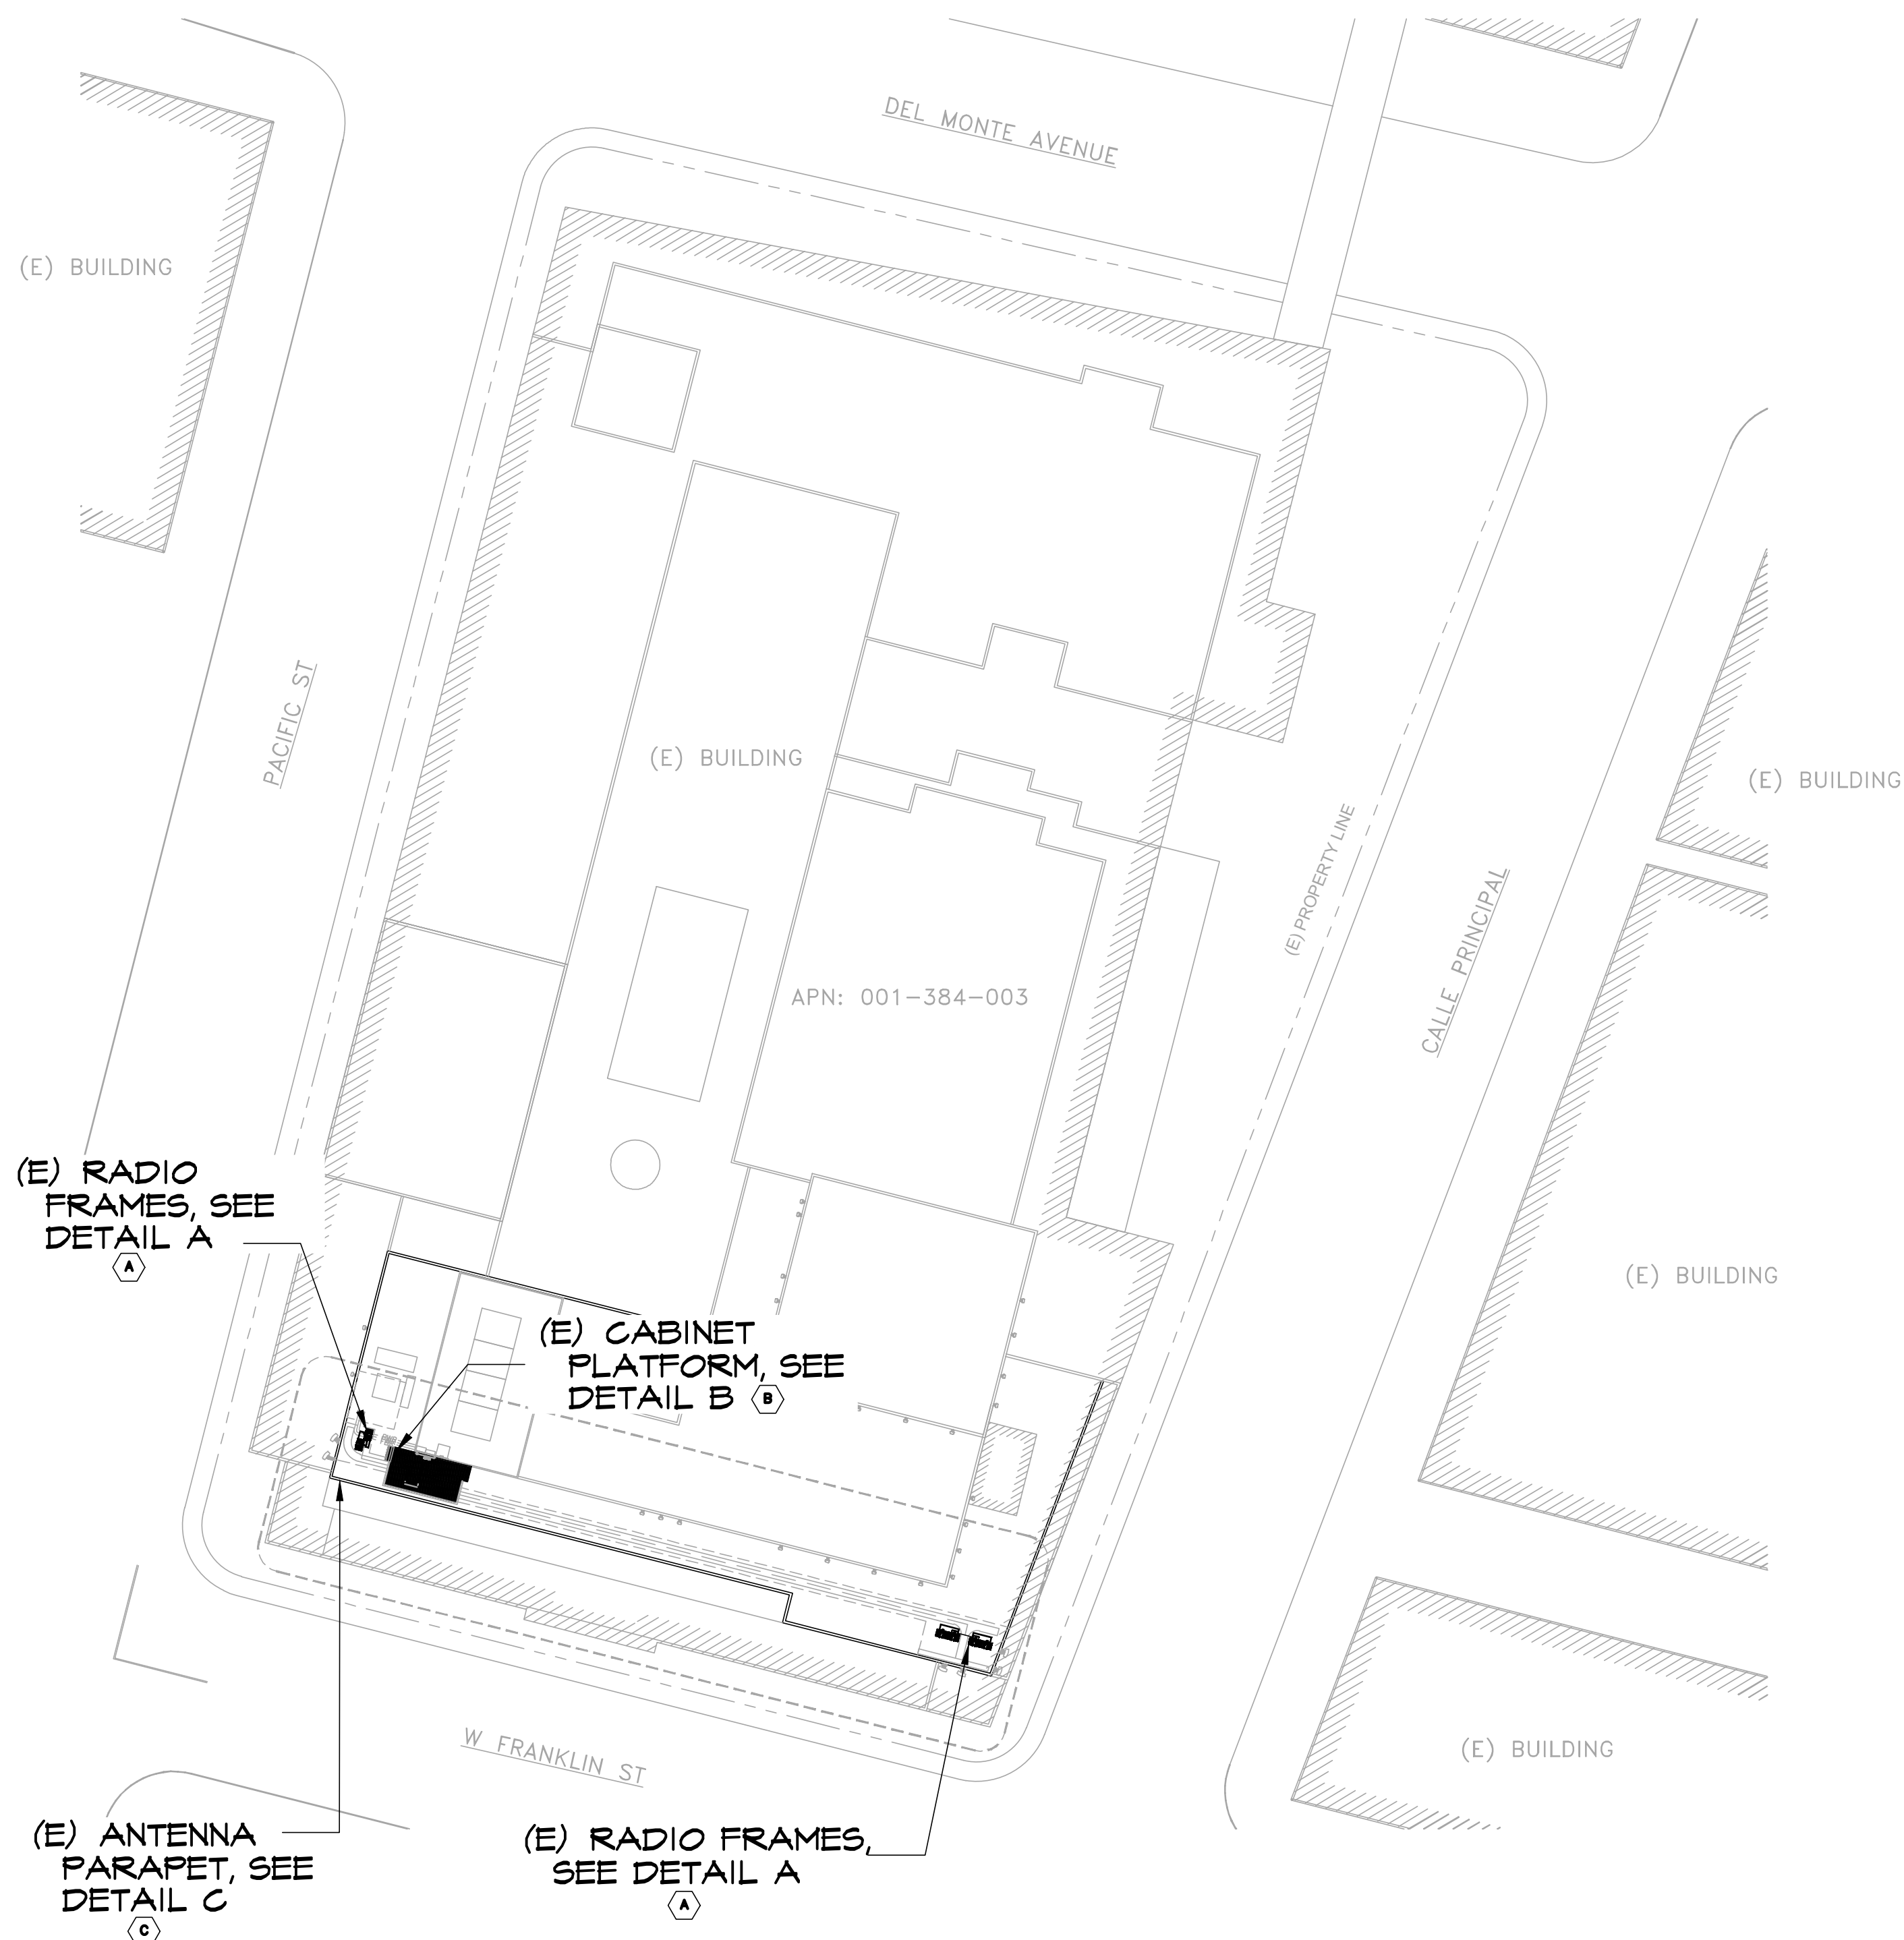 DEL MONTE AVENUE
(E) BUILDING
PACIFIC ST
(E) BUILDING
(E) BUILDING
(E) PROPERTY LINE
CALLE PRINCIPAL
APN: 001-384-003
(E) RADIO
FRAMES, SEE
DETAIL A
A
(E) BUILDING
(E) CABINET
PLATFORM, SEE
DETAIL B
B
W FRANKLIN ST
(E) BUILDING
(E) ANTENNA
PARAPET, SEE
DETAIL C
C
(E) RADIO FRAMES,
SEE DETAIL A
A